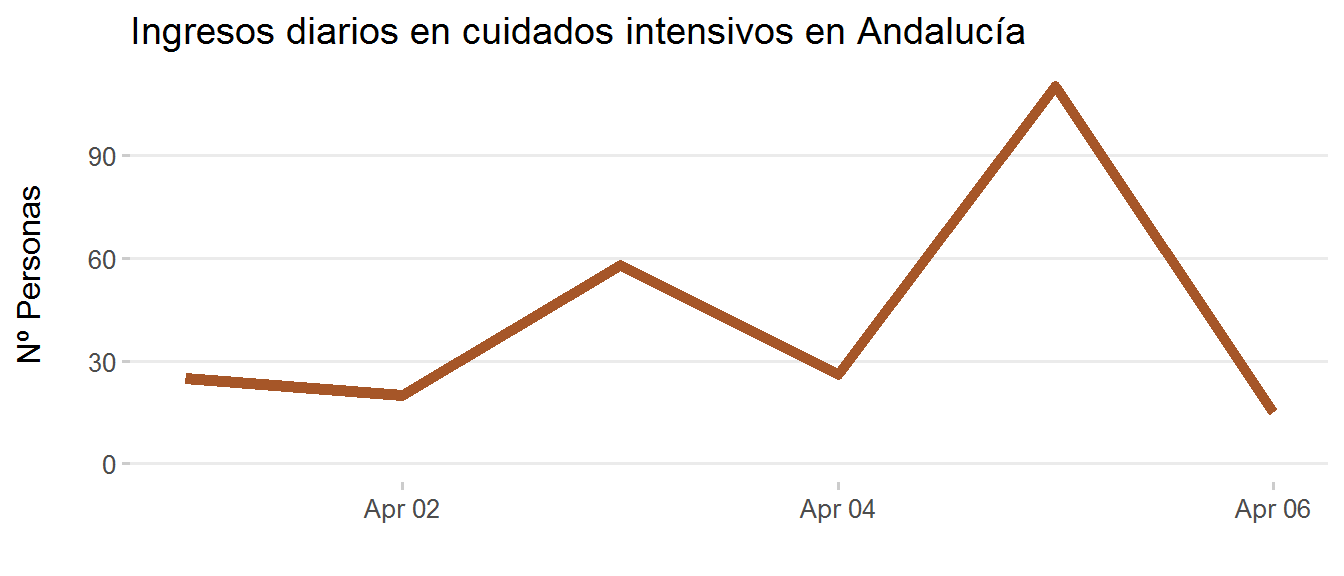 Ingresos diarios en cuidados intensivos en Andalucía
Nº Personas
90
60
30
0
Apr 02
Apr 04
Apr 06